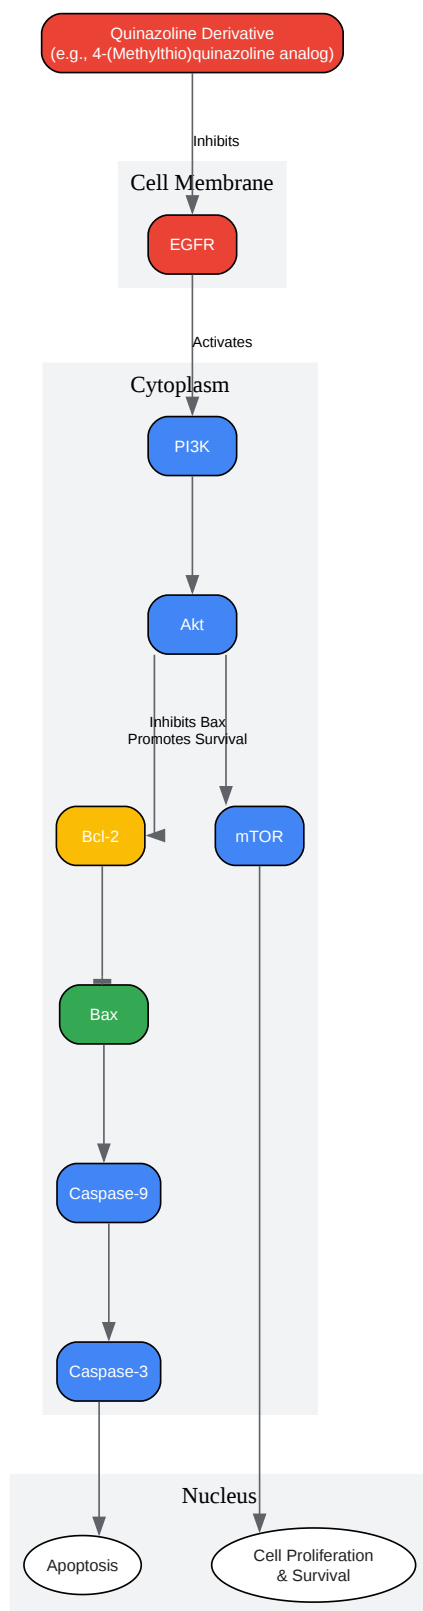 Quinazoline Derivative
(e.g., 4-(Methylthio)quinazoline analog)
Inhibits
Cell Membrane
EGFR
Activates
Cytoplasm
PI3K
Akt
Inhibits Bax
Promotes Survival
Bcl-2
mTOR
Bax
Caspase-9
Caspase-3
Nucleus
Apoptosis
Cell Proliferation
& Survival